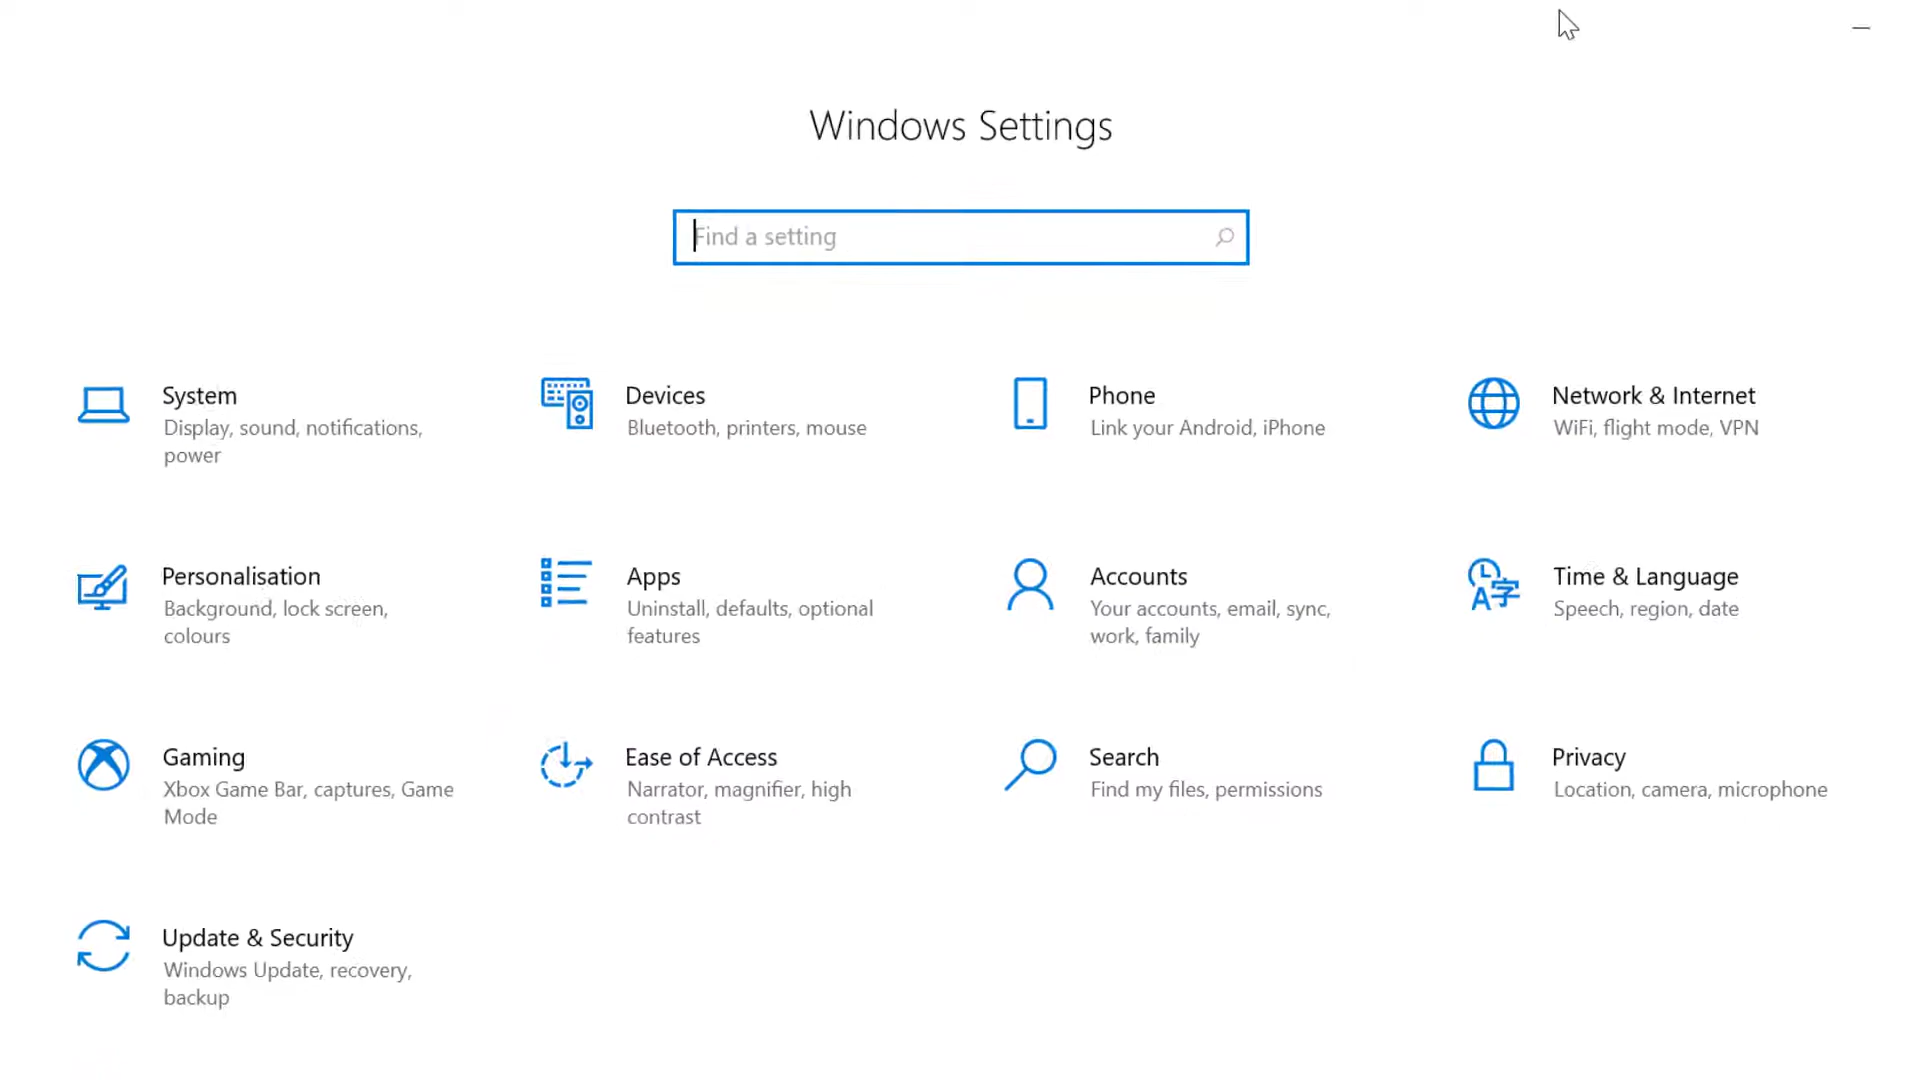 Windows Settings
Find a setting
System
Display, sound, notifications,
power
Devices
Bluetooth, printers, mouse
Phone
Link your Android, iPhone
Network & Internet
WiFi, flight mode, VPN
Personalisation
Background, lock screen,
colours
Apps
Uninstall, defaults, optional
features
Accounts
Your accounts, email, sync,
work, family
Time & Language
Speech, region, date
Gaming
Xbox Game Bar, captures, Game
Mode
Ease of Access
Narrator, magnifier, high
contrast
Search
Find my files, permissions
Privacy
Location, camera, microphone
Update & Security
Windows Update, recovery,
backup